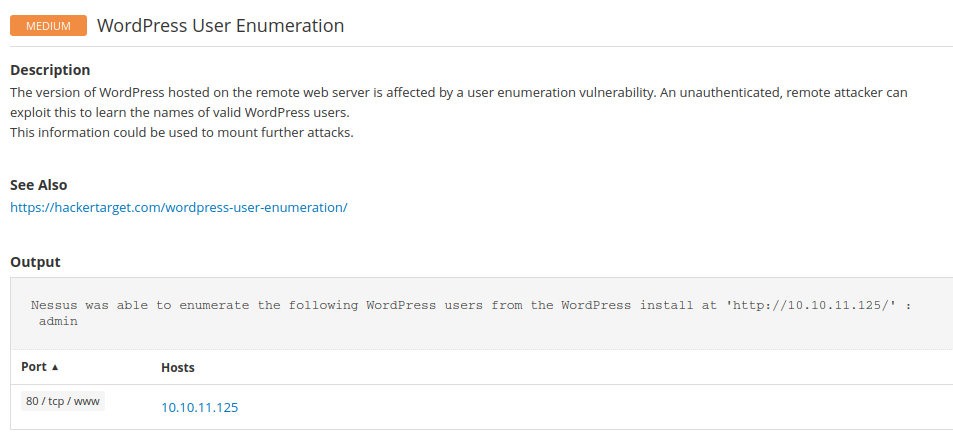 MEDIUM WordPress User Enumeration
Description
The version of WordPress hosted on the remote web server is affected by a user enumeration vulnerability. An unauthenticated, remote attacker can
exploit this to learn the names of valid WordPress users.
This information could be used to mount further attacks.
See Also
https://hackertarget.com/wordpress-user-enumeration/
Output
Nessus was able to enumerate the following WordPress users from the WordPress install at 'http://10.10.11.125/' :
admin
Port ▲ Hosts
80 / tcp / www 10.10.11.125